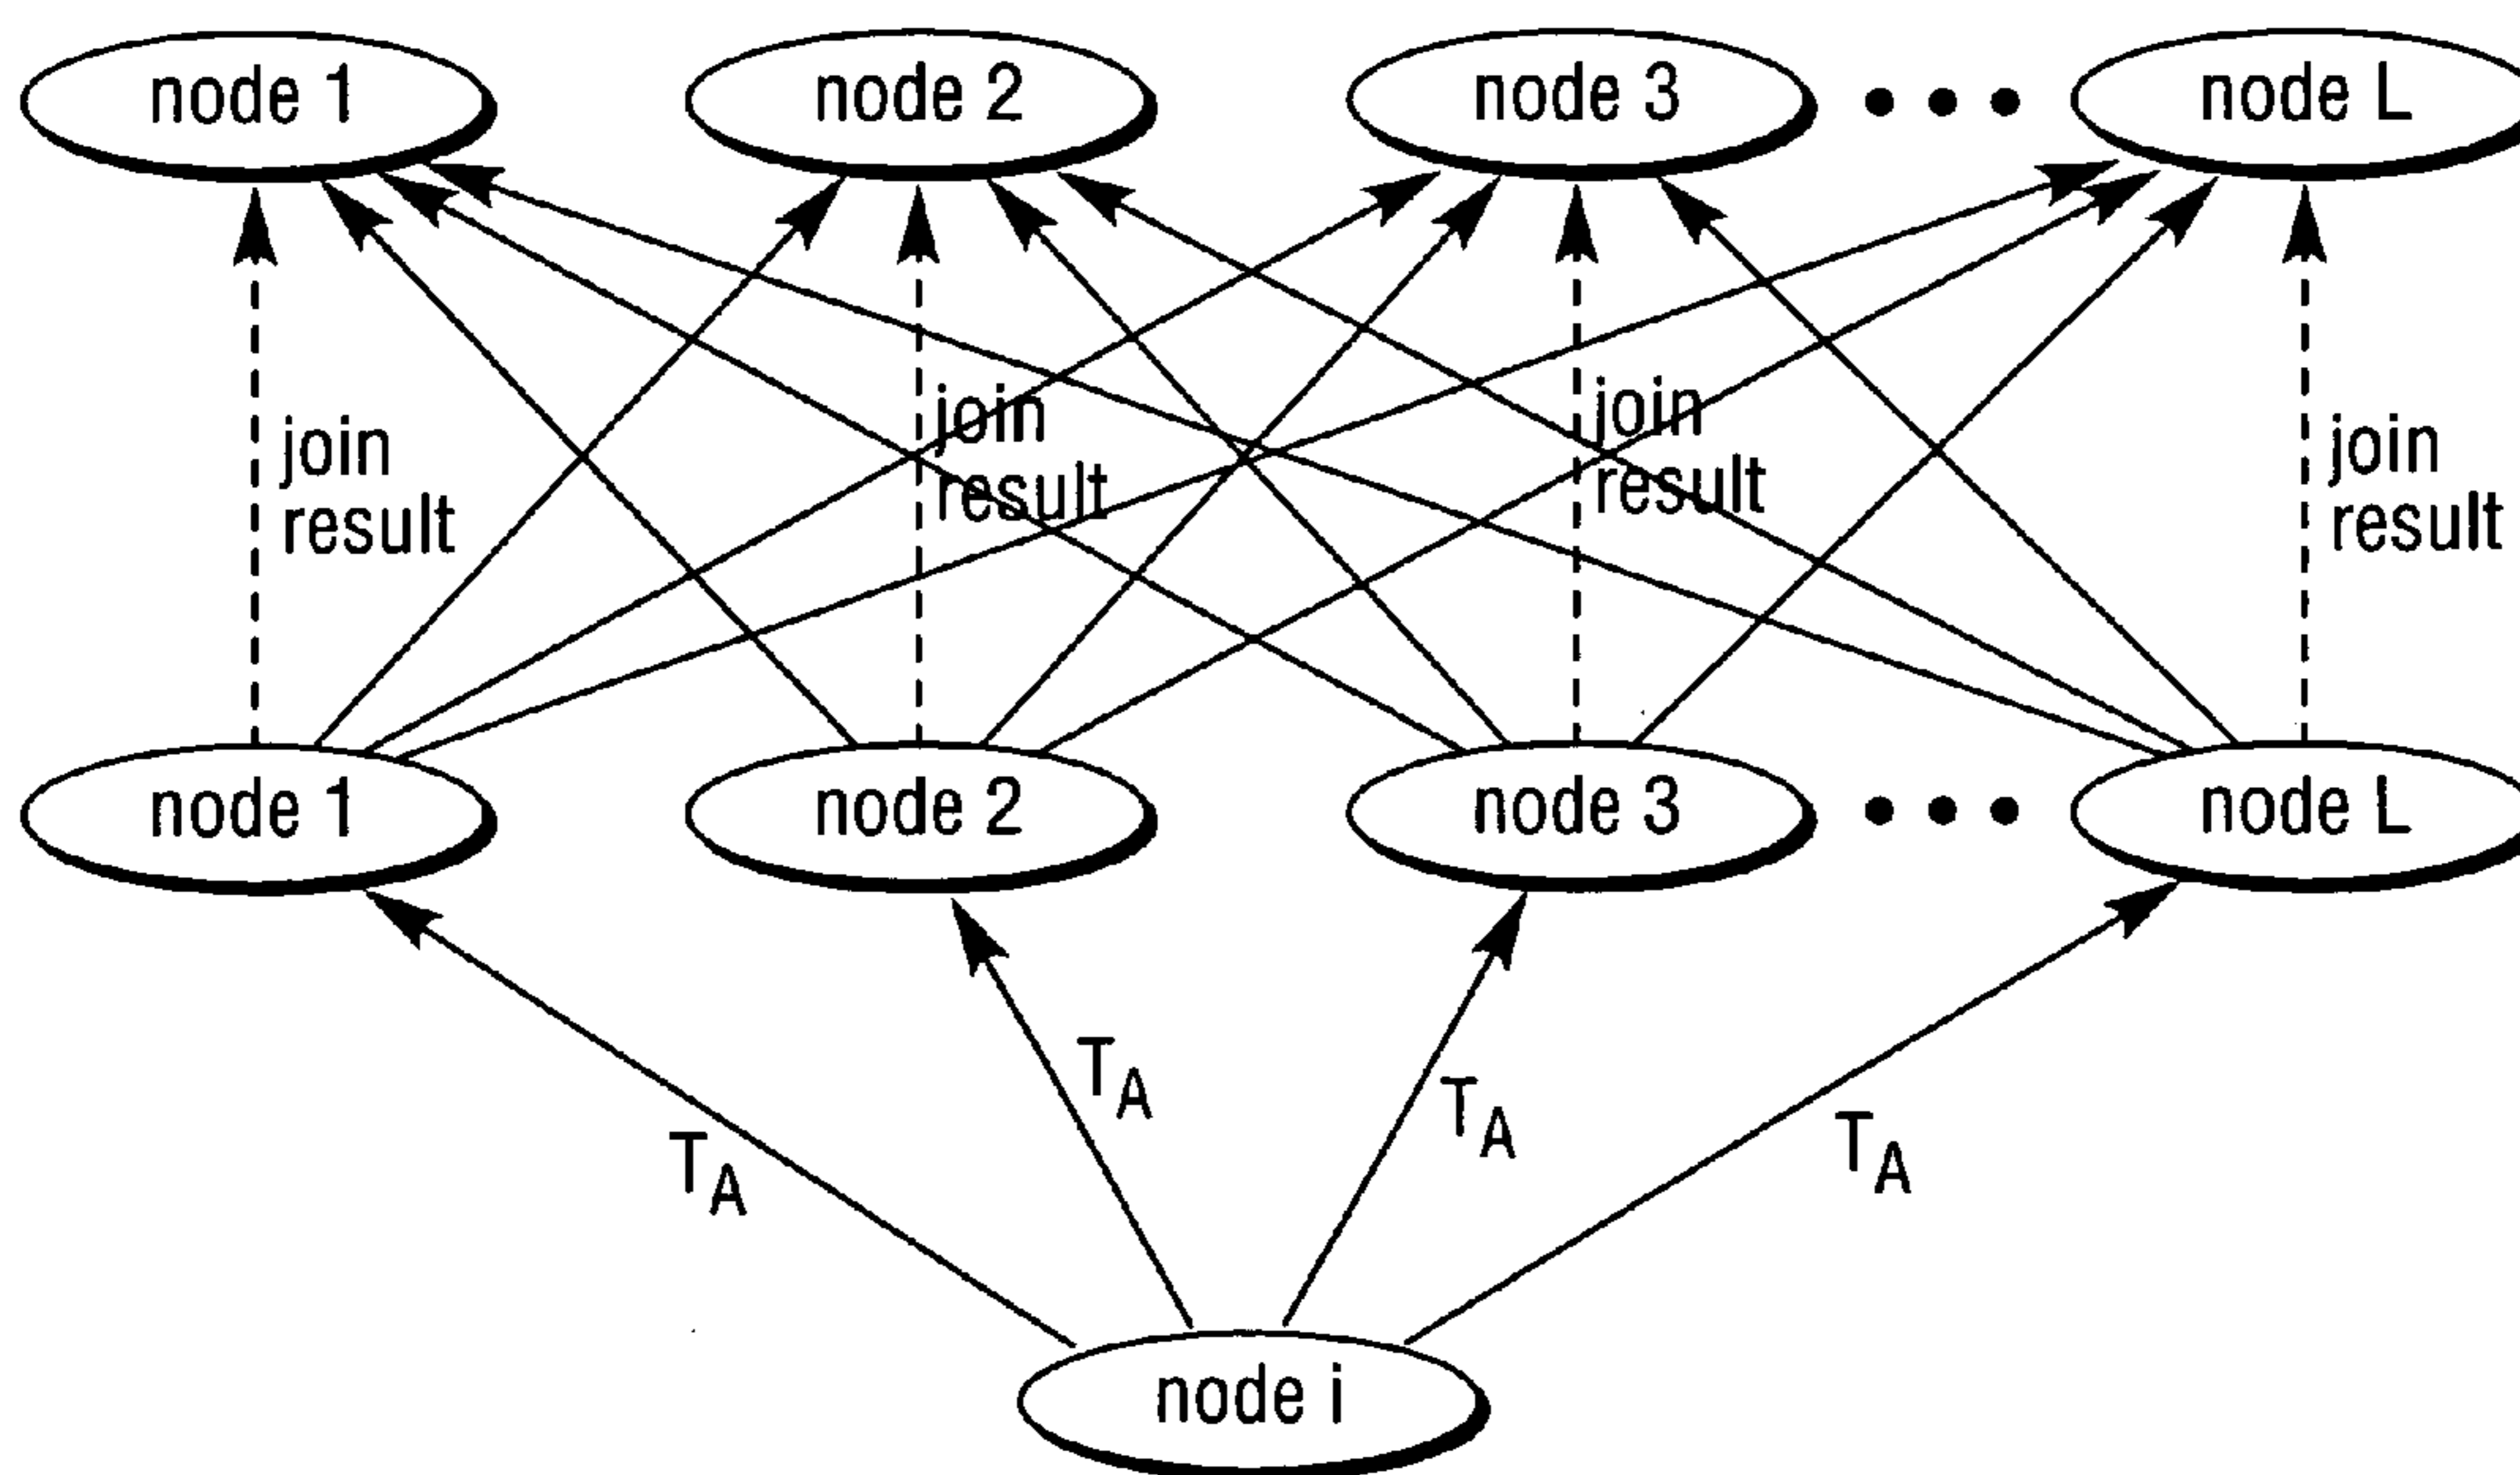 node 1
node 2
node 3
node L
join
result
join
result
join
result
join
result
node 1
node 2
node 3
node L
TA
TA
TA
TA
node i